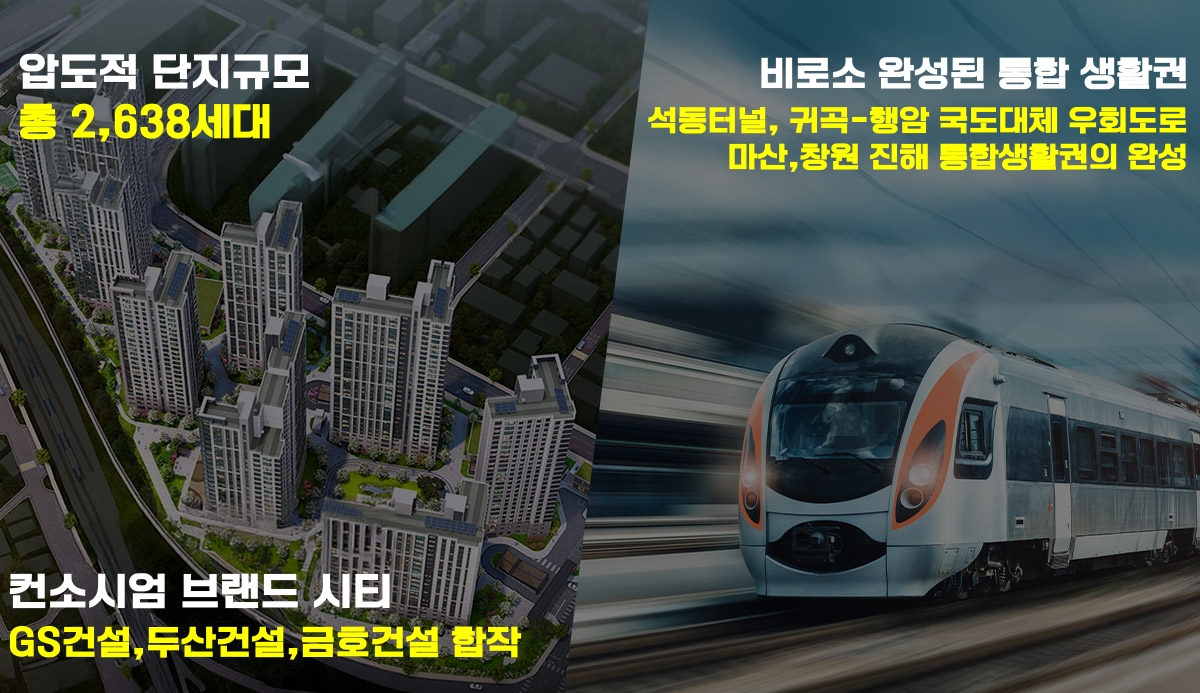 압도적 단지규모
총 2,638세대
비로소 완성된 통합 생활권
석동터널, 귀곡-행암 국도대체 우회도로
마산,창원 진해 통합생활권의 완성
컨소시엄 브랜드 시티
GS건설,두산건설,금호건설 합작